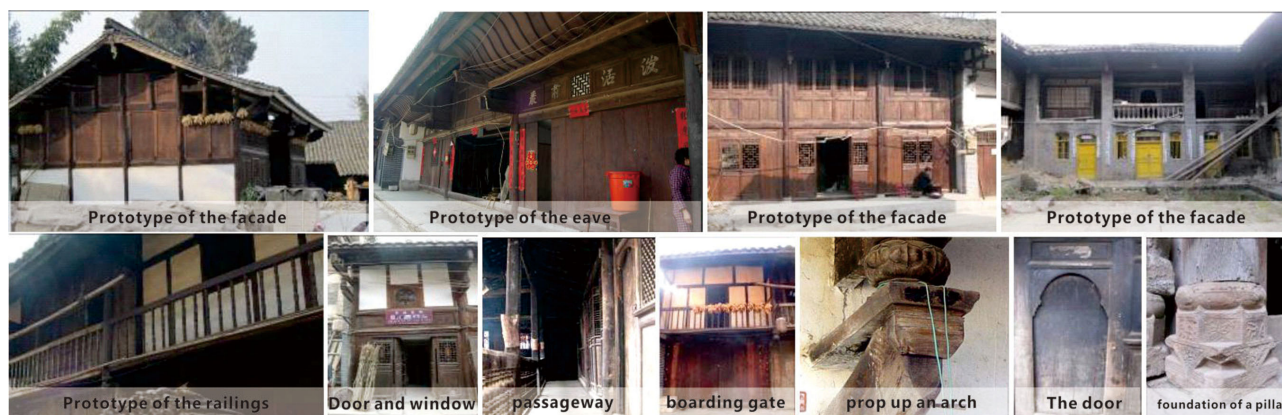 Prototype of the facade
Prototype of the eave
Prototype of the facade
Prototype of the facade
Prototype of the railings
Door and window
passageway
boarding gate
prop up an arch
The door
foundation of a pilla